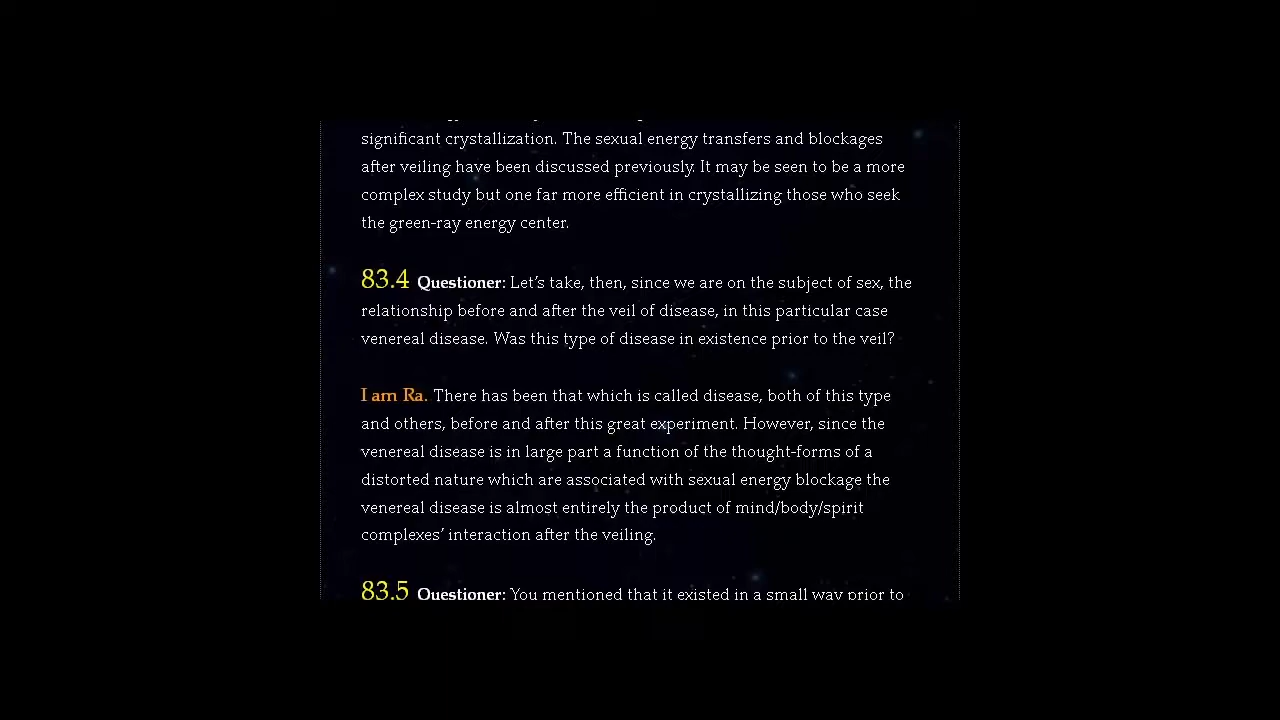 significant crystallization. The sexual energy transfers and blockages
after veiling have been discussed previously. It may be seen to be a more
complex study but one far more efficient in crystallizing those who seek
the green-ray energy center.
83.4 Questioner: Let’s take, then, since we are on the subject of sex, the
relationship before and after the veil of disease, in this particular case
venereal disease. Was this type of disease in existence prior to the veil?
I am Ra. There has been that which is called disease, both of this type
and others, before and after this great experiment. However, since the
venereal disease is in large part a function of the thought-forms of a
distorted nature which are associated with sexual energy blockage the
venereal disease is almost entirely the product of mind/body/spirit
complexes’ interaction after the veiling.
83.5 Questioner: You mentioned that it existed in a small way prior to